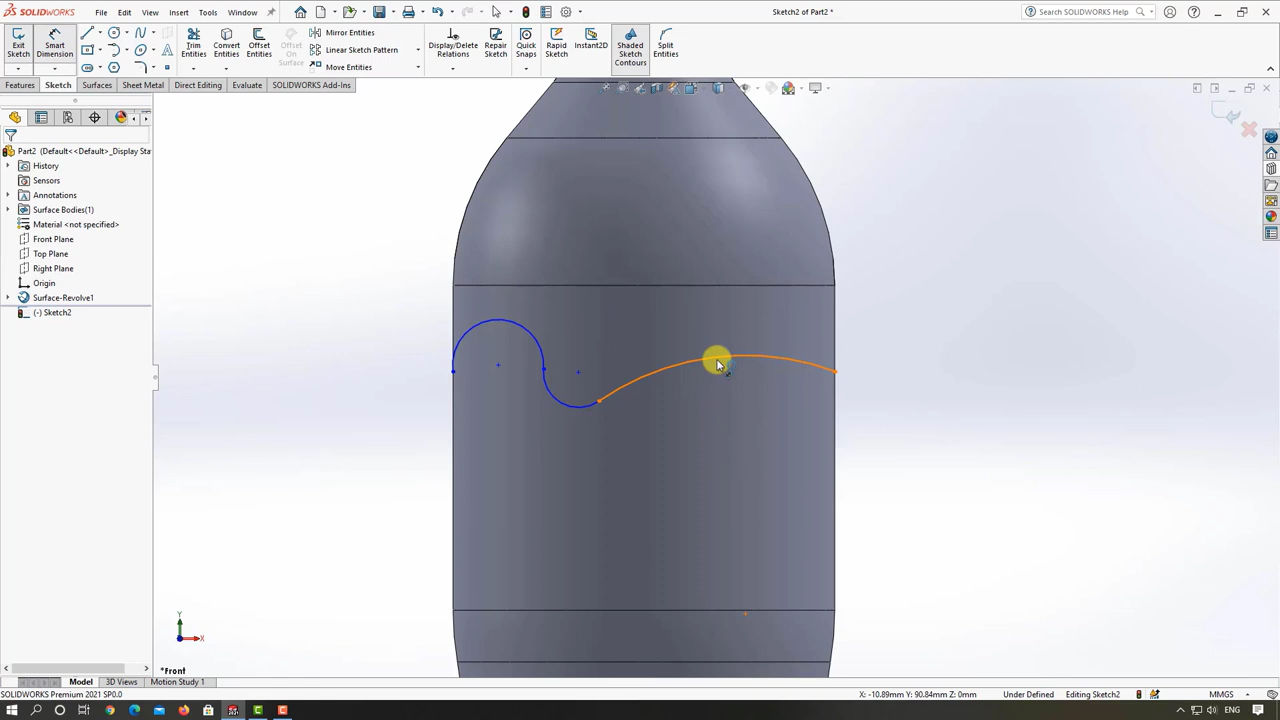 SOLIDWORKS
File
Edit
View
Insert
Tools
Window
Sketch2 of Part2 *
Search SOLIDWORKS Help
Exit Sketch
Smart Dimension
Trim Entities
Convert Entities
Offset Entities
Offset On Surface
Mirror Entities
Linear Sketch Pattern
Move Entities
Display/Delete Relations
Repair Sketch
Quick Snaps
Rapid Sketch
Instant2D
Shaded Sketch Contours
Split Entities
Features
Sketch
Surfaces
Sheet Metal
Direct Editing
Evaluate
SOLIDWORKS Add-Ins
Part2 (Default<<Default>_Display Sta
History
Sensors
Annotations
Surface Bodies(1)
Material <not specified>
Front Plane
Top Plane
Right Plane
Origin
Surface-Revolve1
(-) Sketch2
Y
X
*Front
Model
3D Views
Motion Study 1
SOLIDWORKS Premium 2021 SP0.0
X: -10.89mm Y: 90.84mm Z: 0mm
Under Defined
Editing Sketch2
MMGS
ENG